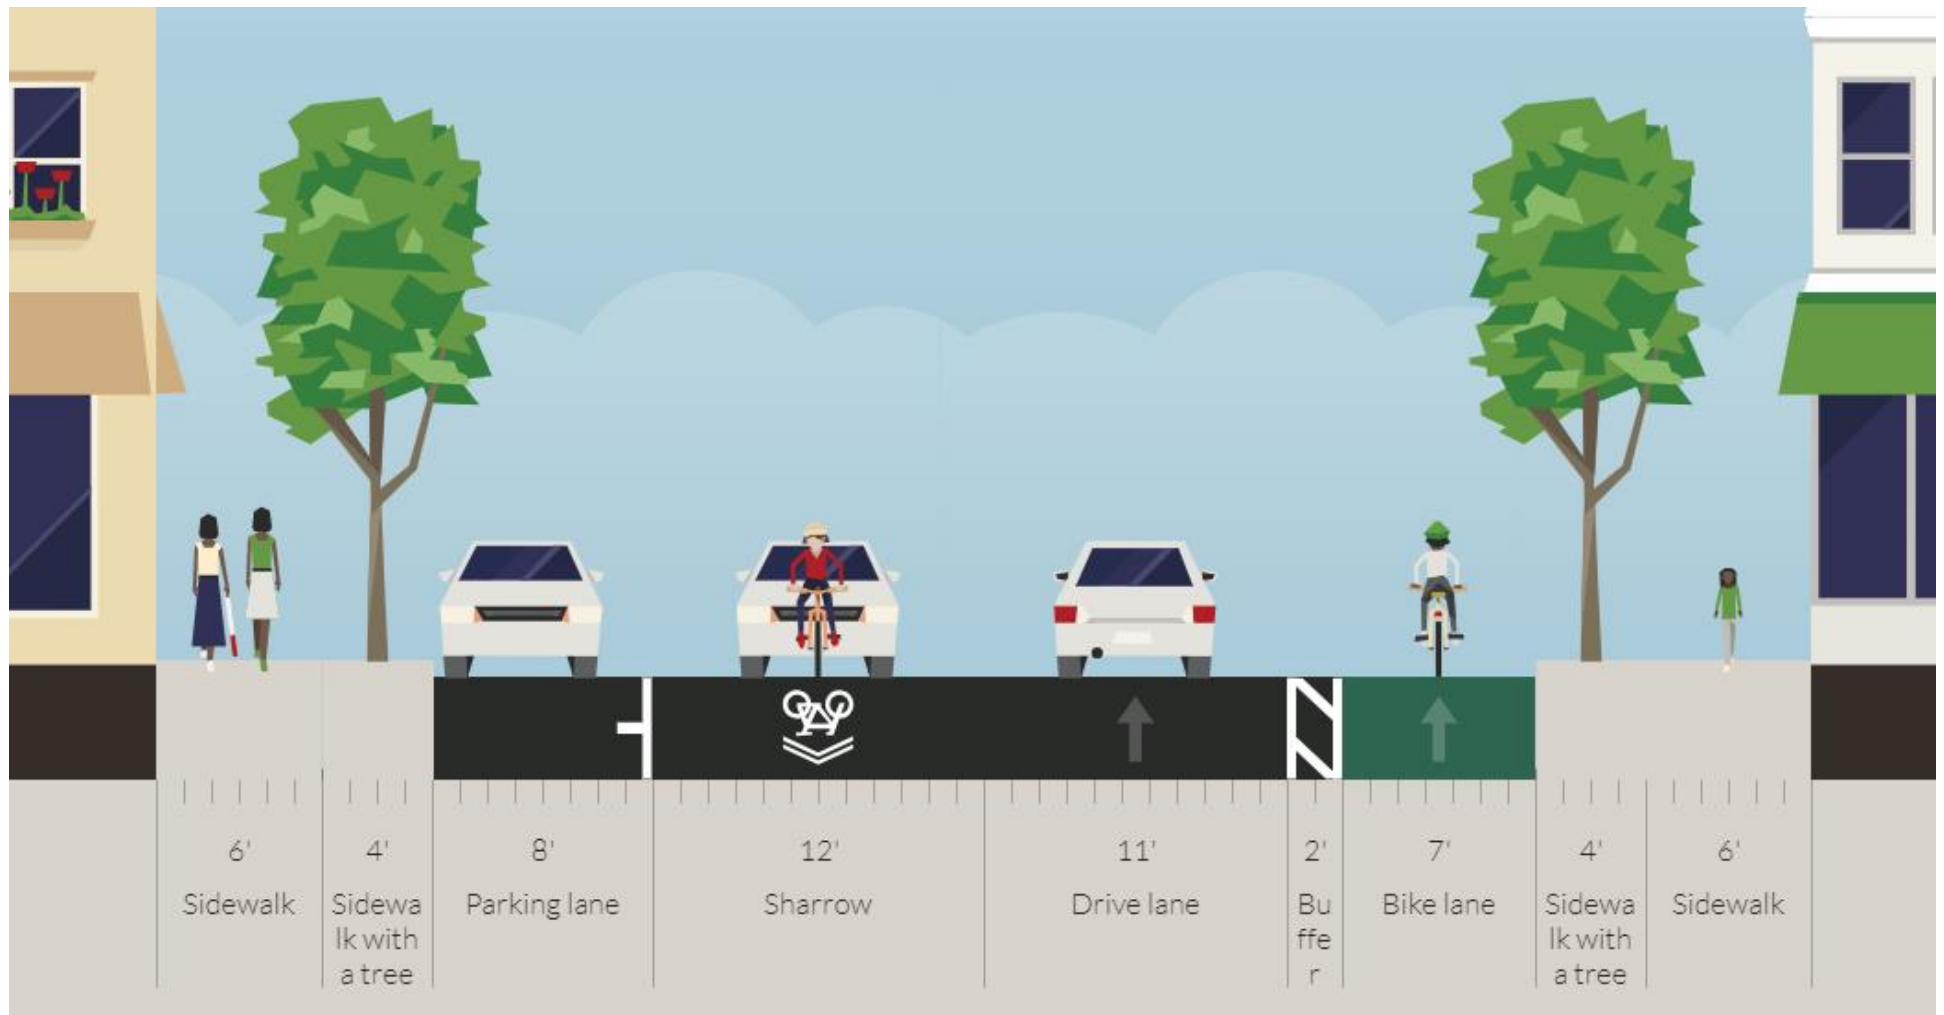 6' 4' 8' 12' 11' 2' 7' 4' 6'
Sidewalk Sidewa Parking lane Sharrow Drive lane Bu Bike lane Sidewa Sidewalk
lk with ffe lk with
a tree r a tree